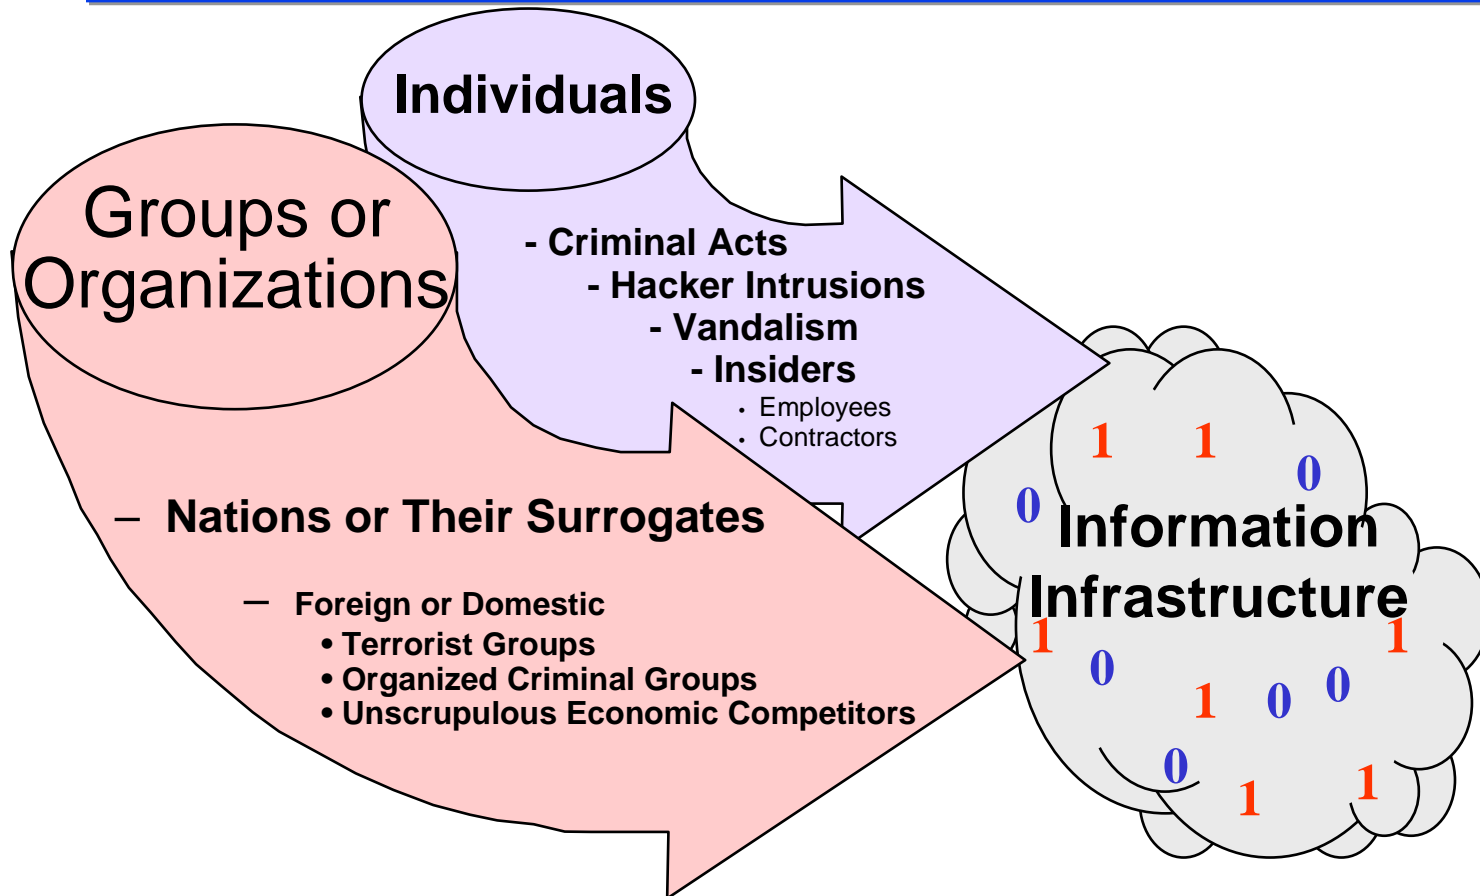 Individuals
Groups or
Organizations
- Criminal Acts
- Hacker Intrusions
- Vandalism
- Insiders
• Employees
• Contractors
– Nations or Their Surrogates
– Foreign or Domestic
• Terrorist Groups
• Organized Criminal Groups
• Unscrupulous Economic Competitors
1 1
0
0
Information
Infrastructure
1 1
0
0
1 0
0
1
1